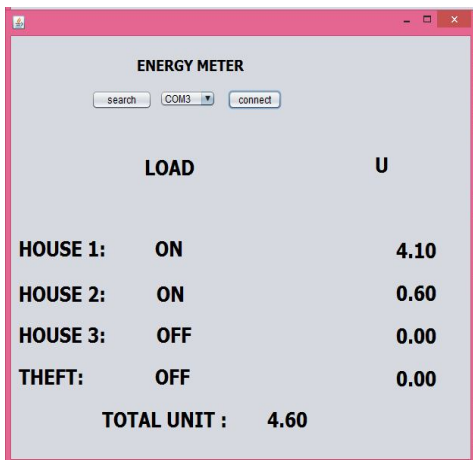 ENERGY METER
search COM3 connect
LOAD U
HOUSE 1: ON 4.10
HOUSE 2: ON 0.60
HOUSE 3: OFF 0.00
THEFT: OFF 0.00
TOTAL UNIT : 4.60